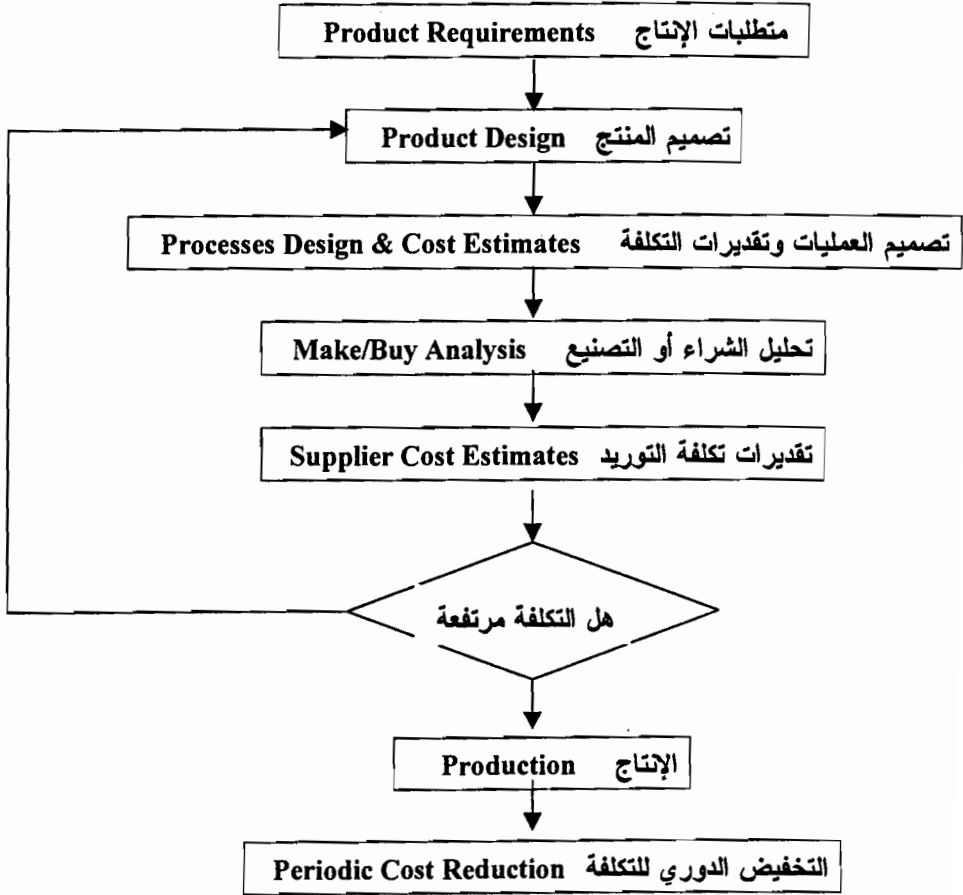 متطلبات الإنتاج Product Requirements
تصميم المنتج Product Design
تصميم العمليات وتقديرات التكلفة Processes Design & Cost Estimates
تحليل الشراء أو التصنيع Make/Buy Analysis
تقديرات تكلفة التوريد Supplier Cost Estimates
هل التكلفة مرتفعة
الإنتاج Production
التخفيض الدوري للتكلفة Periodic Cost Reduction